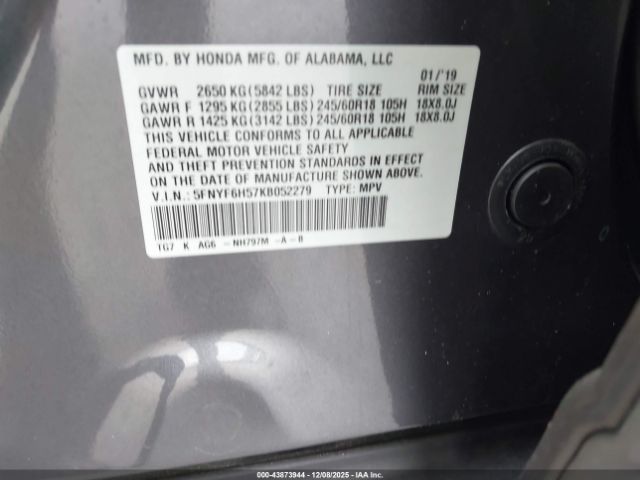 MFD. BY HONDA MFG. OF ALABAMA, LLC
01/'19
GVWR 2650 KG(5842 LBS) TIRE SIZE RIM SIZE
GAWR F 1295 KG(2855 LBS) 245/60R18 105H 18X8.0J
GAWR R 1425 KG(3142 LBS) 245/60R18 105H 18X8.0J
THIS VEHICLE CONFORMS TO ALL APPLICABLE
FEDERAL MOTOR VEHICLE SAFETY
AND THEFT PREVENTION STANDARDS IN EFFECT
ON THE DATE OF MANUFACTURE SHOWN ABOVE.
V.I.N.: 5FNYF6H57KB052279 TYPE: MPV
TG7 K AG6 -NH797M -A-B
00-43873944 - 12/08/2025 - iaai.com